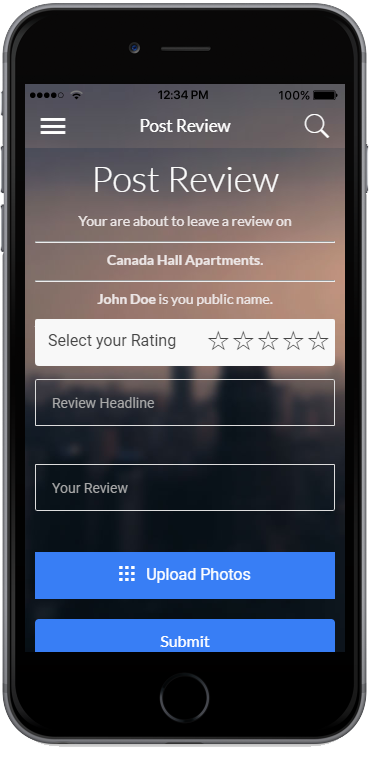 12:34 PM 100%
Post Review
Post Review
Your are about to leave a review on
Canada Hall Apartments.
John Doe is you public name.
Select your Rating
Review Headline
Your Review
Upload Photos
Submit